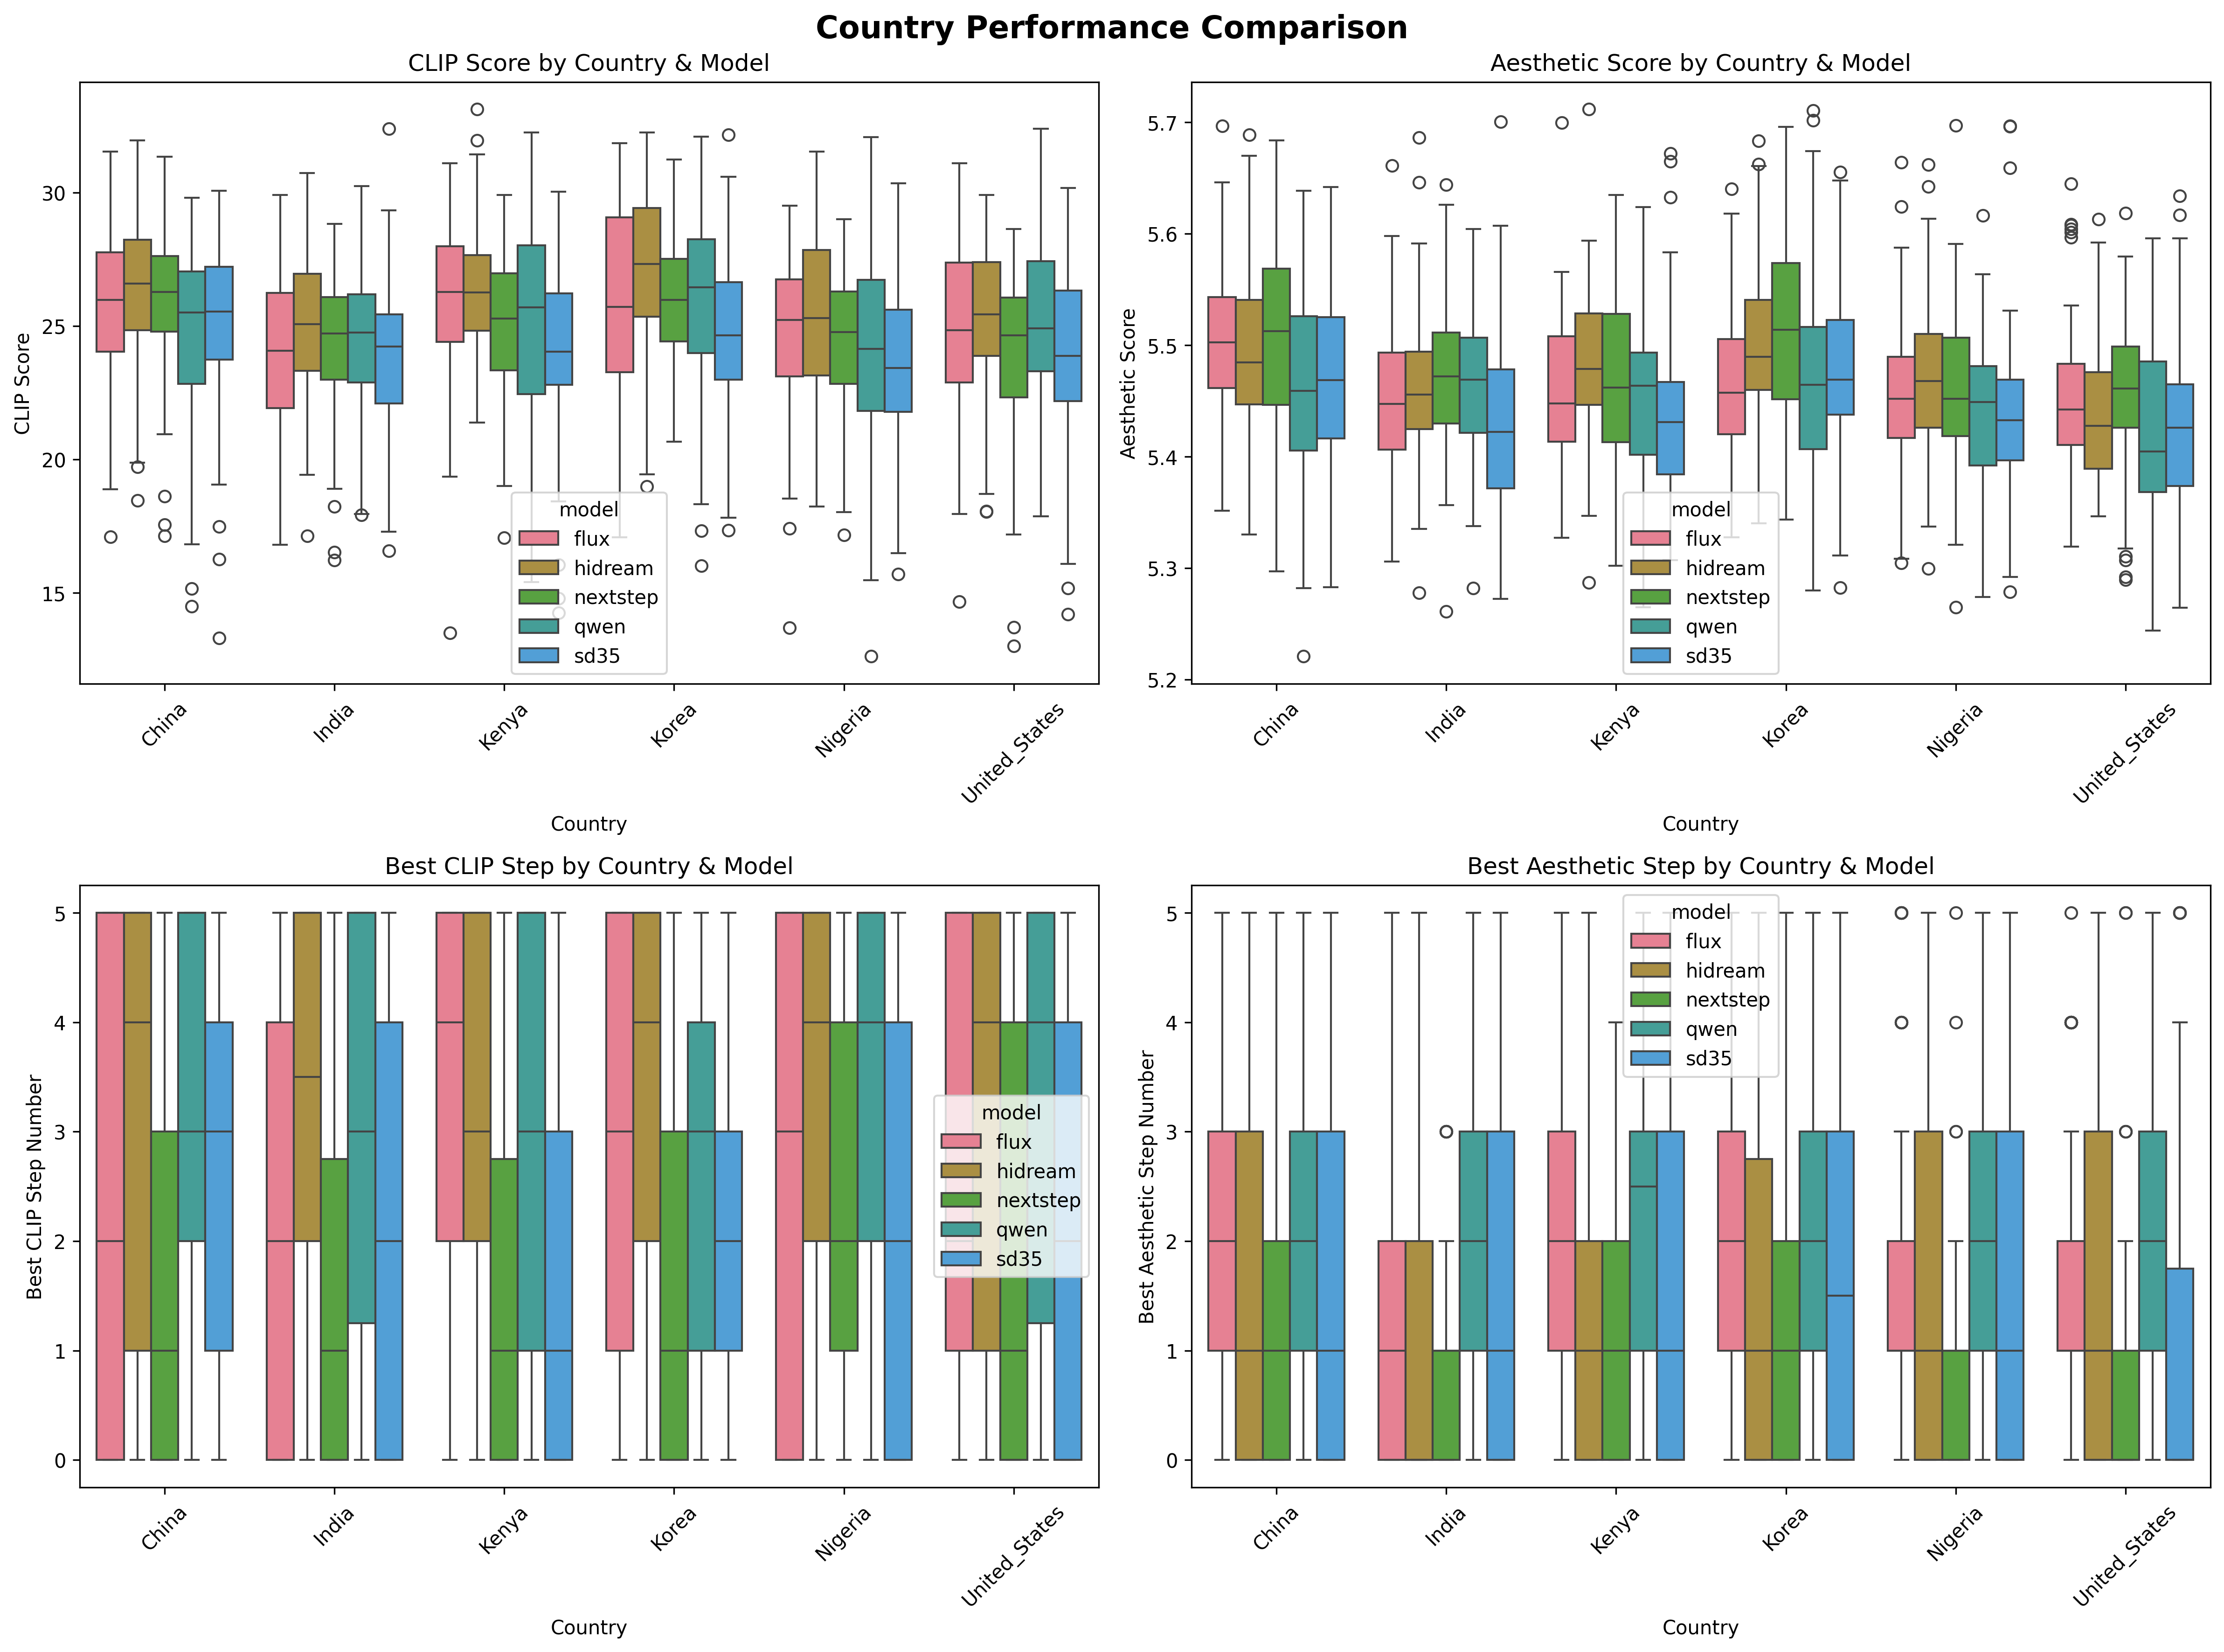 Country Performance Comparison
CLIP Score by Country & Model
CLIP Score
30
25
20
15
model
flux
hidream
nextstep
qwen
sd35
China
India
Kenya
Korea
Nigeria
United_States
Country
Aesthetic Score by Country & Model
Aesthetic Score
5.7
5.6
5.5
5.4
5.3
5.2
model
flux
hidream
nextstep
qwen
sd35
China
India
Kenya
Korea
Nigeria
United_States
Country
Best CLIP Step by Country & Model
Best CLIP Step Number
5
4
3
2
1
0
model
flux
hidream
nextstep
qwen
sd35
China
India
Kenya
Korea
Nigeria
United_States
Country
Best Aesthetic Step by Country & Model
Best Aesthetic Step Number
5
4
3
2
1
0
model
flux
hidream
nextstep
qwen
sd35
China
India
Kenya
Korea
Nigeria
United_States
Country